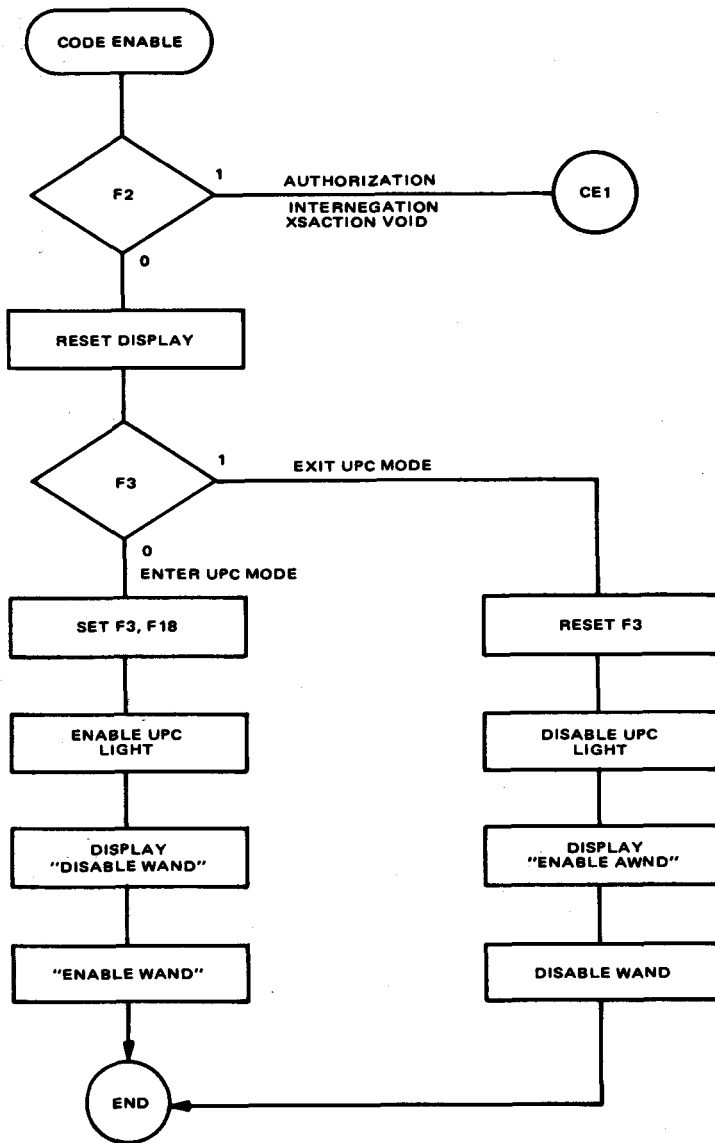 CODE ENABLE
F2
1
AUTHORIZATION
INTERNEGATION
XSACTION VOID
CE1
0
RESET DISPLAY
F3
1
EXIT UPC MODE
0
ENTER UPC MODE
SET F3, F18
RESET F3
ENABLE UPC
LIGHT
DISABLE UPC
LIGHT
DISPLAY
"DISABLE WAND"
DISPLAY
"ENABLE AWND"
"ENABLE WAND"
DISABLE WAND
END